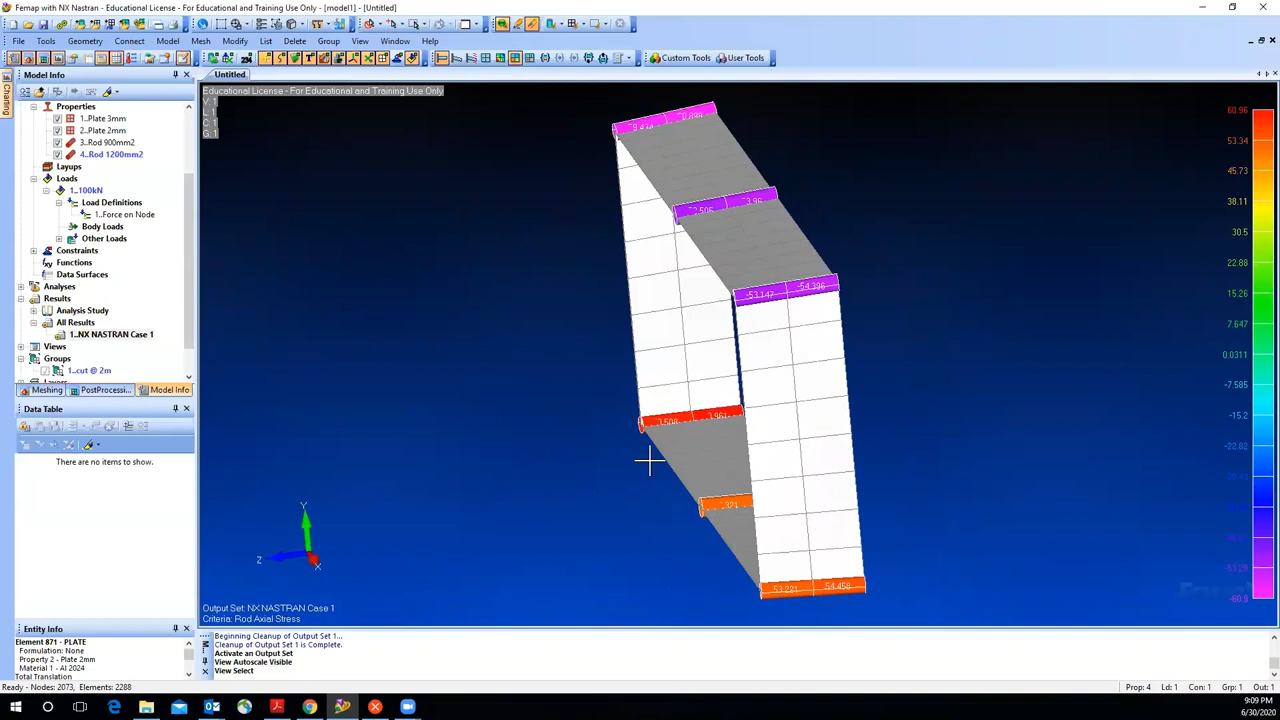 Femap with NX Nastran - Educational License - For Educational and Training Use Only - [model1] - [Untitled]
File Tools Geometry Connect Model Mesh Modify List Delete Group View Window Help
Custom Tools User Tools
Charting
Model Info
Properties
1..Plate 3mm
2..Plate 2mm
3..Rod 900mm2
4..Rod 1200mm2
Layups
Loads
1..100kN
Load Definitions
1..Force on Node
Body Loads
Other Loads
Constraints
Functions
Data Surfaces
Analyses
Results
Analysis Study
All Results
1..NX NASTRAN Case 1
Views
Groups
1..cut @ 2m
Meshing PostProcessi... Model Info
Data Table
There are no items to show.
Entity Info
Element 871 - PLATE
Formulation: None
Property 2 - Plate 2mm
Material 1 - Al 2024
Total Translation
Untitled
Educational License - For Educational and Training Use Only
V: 1
L: 1
C: 1
G: 1
-53.147 -54.396
53.221 54.458
Y
Z
X
Output Set: NX NASTRAN Case 1
Criteria: Rod Axial Stress
60.96
53.34
45.73
38.11
30.5
22.88
15.26
7.647
0.0311
-7.585
-15.2
-22.82
-53.28
-60.9
Beginning Cleanup of Output Set 1...
Cleanup of Output Set 1 is Complete.
Activate an Output Set
View Autoscale Visible
View Select
Ready - Nodes: 2073, Elements: 2288
Prop: 4 Ld: 1 Con: 1 Grp: 1 Out: 1
9:09 PM
6/30/2020